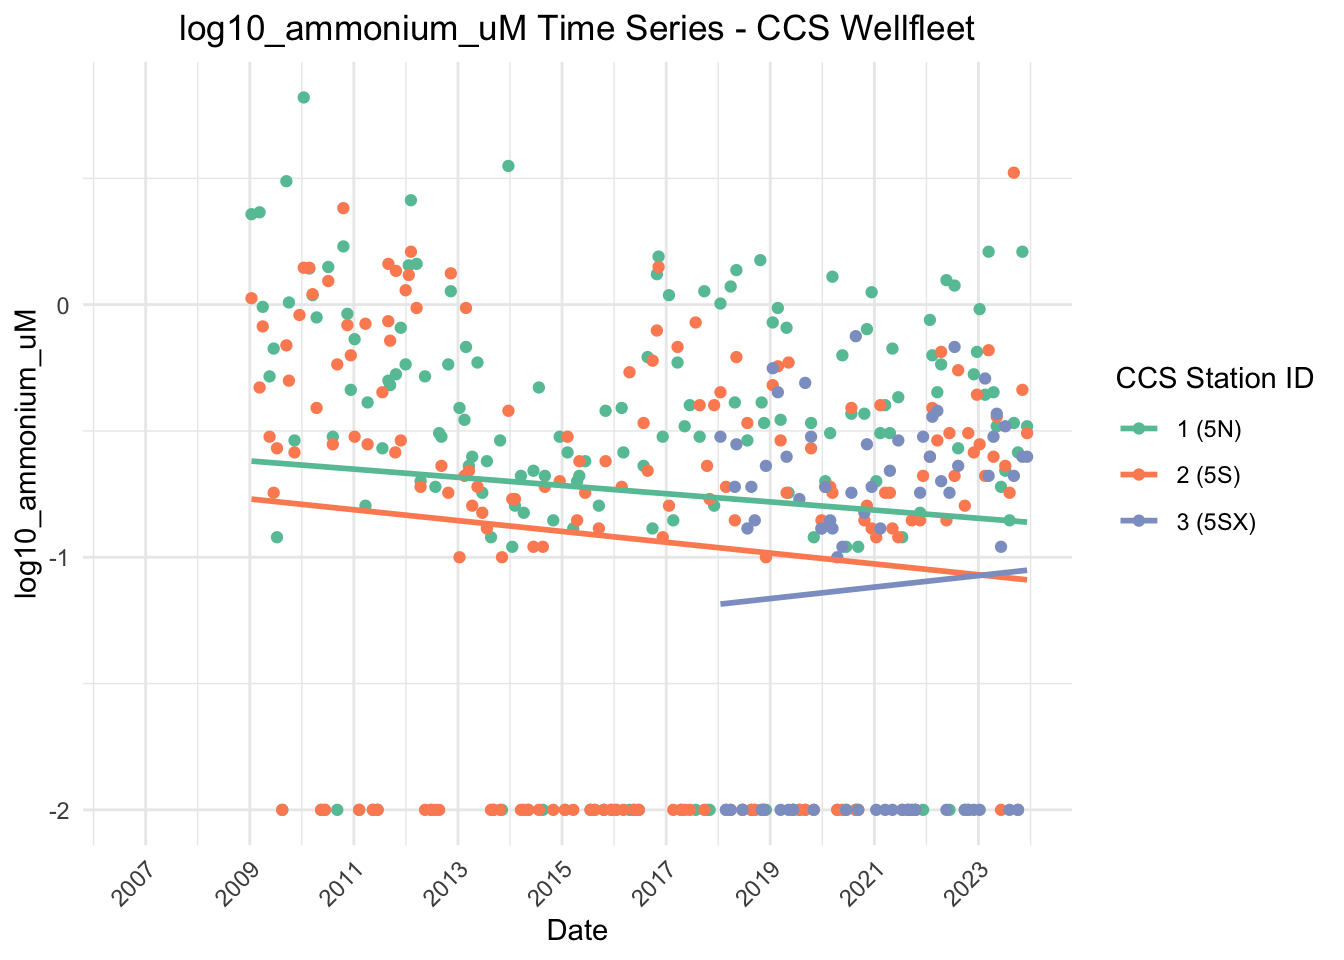 log10_ammonium_uM Time Series - CCS Wellfleet
log10_ammonium_uM
0
-1
-2
2007
2009
2011
2013
2015
2017
2019
2021
2023
Date
CCS Station ID
1 (5N)
2 (5S)
3 (5SX)